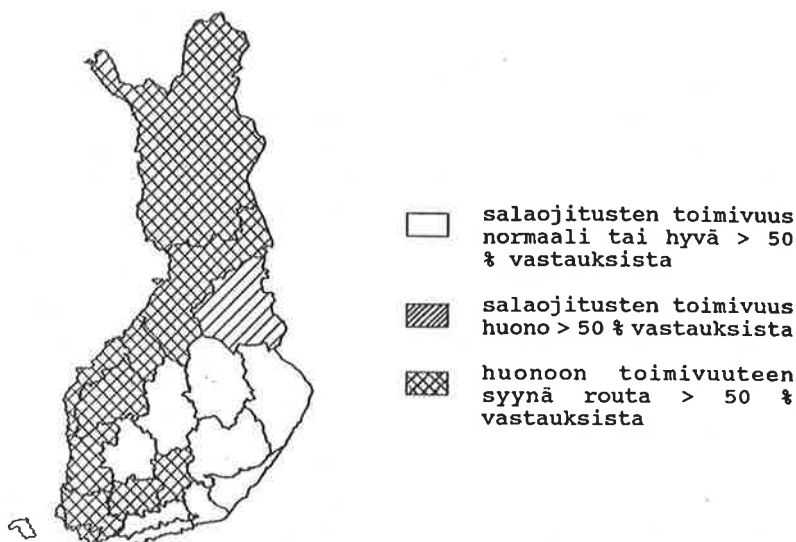 salaojitusten toimivuus
normaali tai hyvä > 50
% vastauksista
salaojitusten toimivuus
huono > 50 % vastauksista
huonoon toimivuuteen
syynä routa > 50 %
vastauksista